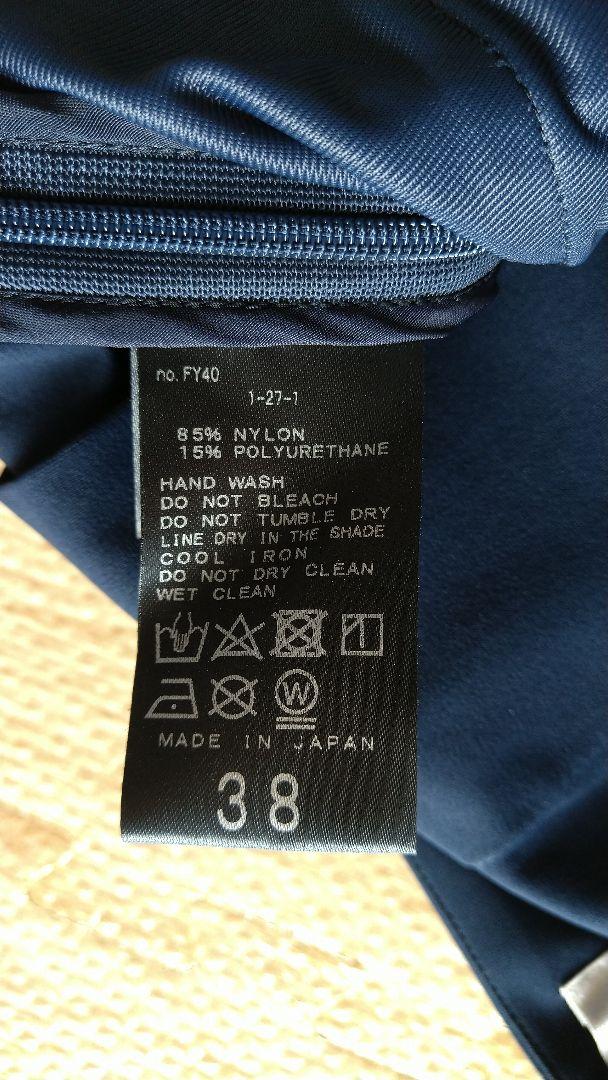 no. FY40
1-27-1
85% NYLON
15% POLYURETHANE
HAND WASH
DO NOT BLEACH
DO NOT TUMBLE DRY
LINE DRY IN THE SHADE
COOL IRON
DO NOT DRY CLEAN
WET CLEAN
W
MADE IN JAPAN
38